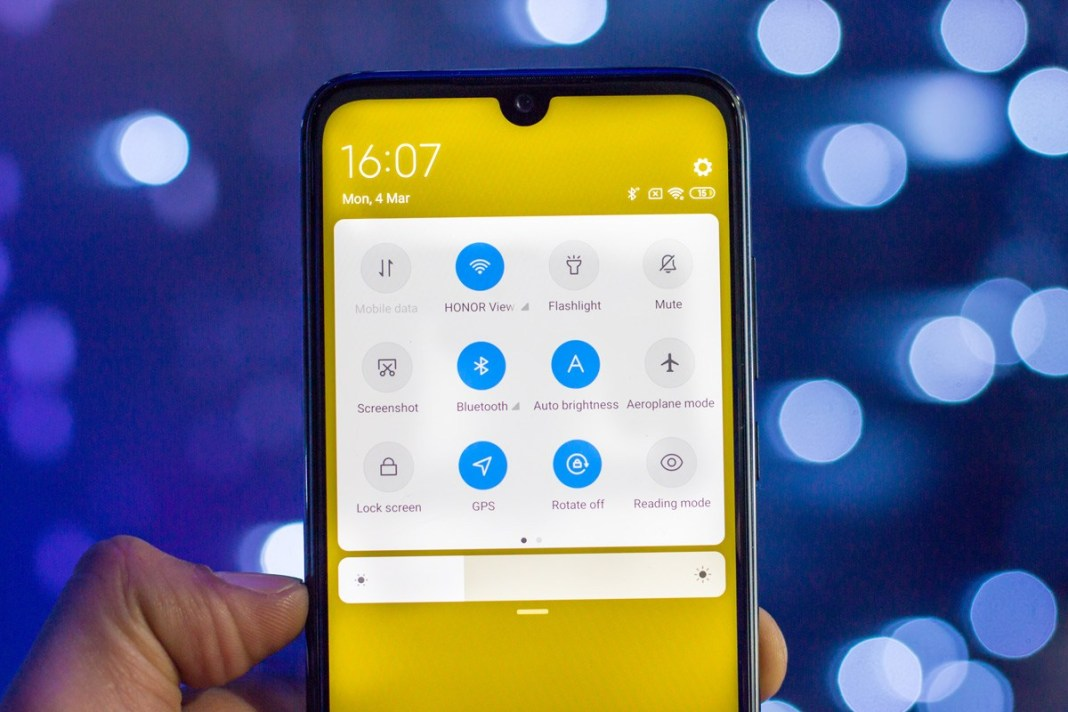 16:07
Mon, 4 Mar
15
Mobile data
HONOR View
Flashlight
Mute
Screenshot
Bluetooth
A
Auto brightness
Aeroplane mode
Lock screen
GPS
Rotate off
Reading mode